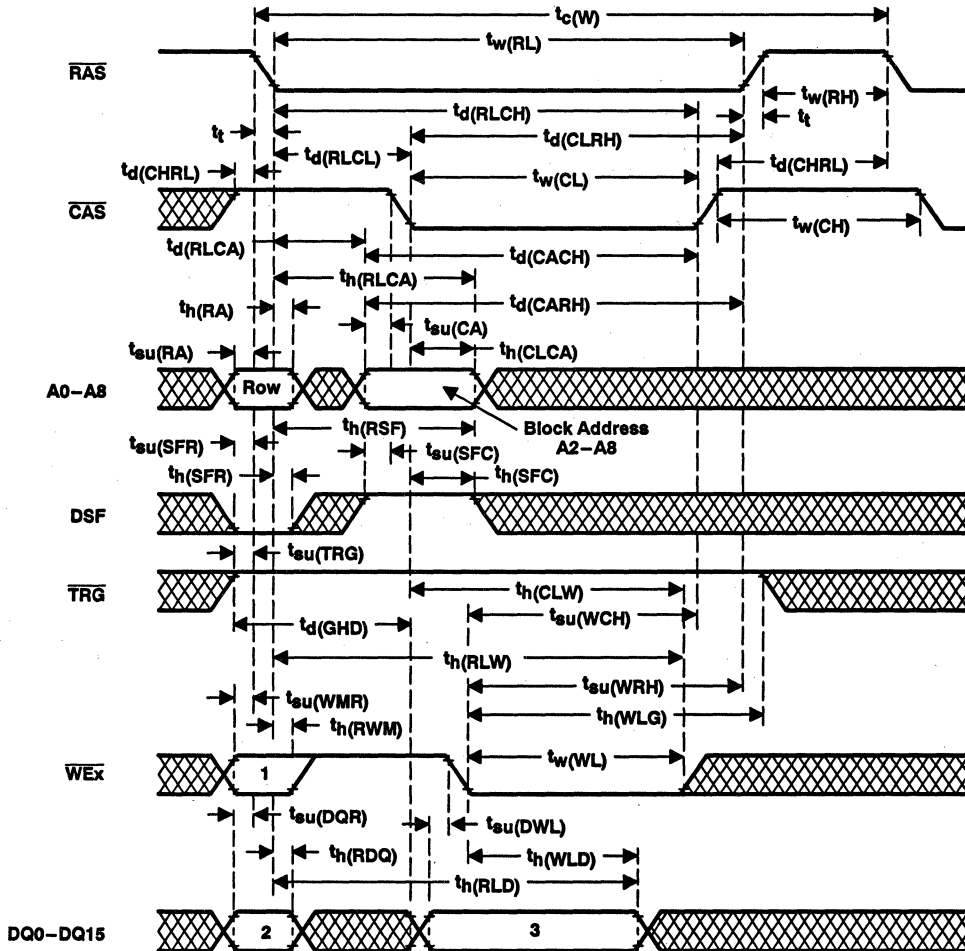 tc(W)
tw(RL)
RAS
tw(RH)
td(RLCH)
tt
tt
td(CLRH)
td(RLCL)
td(CHRL)
td(CHRL)
tw(CL)
CAS
tw(CH)
td(RLCA)
td(CACH)
th(RLCA)
th(RA)
td(CARH)
tsu(CA)
tsu(RA)
th(CLCA)
A0–A8
Row
th(RSF)
Block Address
A2–A8
tsu(SFR)
tsu(SFC)
th(SFR)
th(SFC)
DSF
tsu(TRG)
TRG
th(CLW)
tsu(WCH)
td(GHD)
th(RLW)
tsu(WMR)
tsu(WRH)
th(WLG)
th(RWM)
tw(WL)
WEx
1
tsu(DQR)
tsu(DWL)
th(RDQ)
th(WLD)
th(RLD)
DQ0–DQ15
2
3